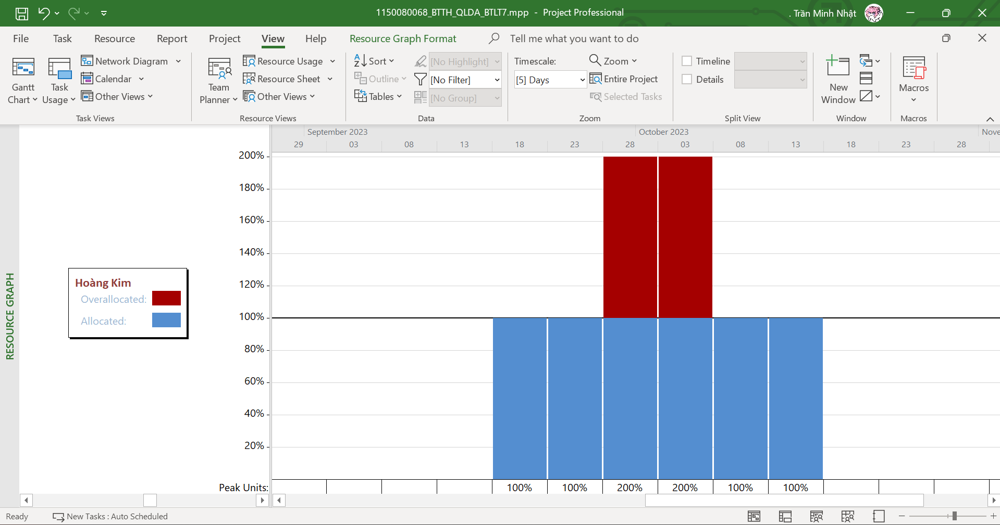 1150080068_BTTH_QLDA_BTLT7.mpp - Project Professional
. Trần Minh Nhật
File Task Resource Report Project View Help Resource Graph Format Tell me what you want to do
Gantt Chart
Task Usage
Network Diagram
Calendar
Other Views
Task Views
Team Planner
Resource Usage
Resource Sheet
Other Views
Resource Views
Sort
Outline
Tables
[No Highlight]
[No Filter]
[No Group]
Data
Timescale:
[5] Days
Zoom
Entire Project
Selected Tasks
Zoom
Timeline
Details
Split View
New Window
Window
Macros
Macros
RESOURCE GRAPH
September 2023 October 2023 Nove
29 03 08 13 18 23 28 03 08 13 18 23 28
Hoàng Kim
Overallocated:
Allocated:
200%
180%
160%
140%
120%
100%
80%
60%
40%
20%
Peak Units: 100% 100% 200% 200% 100% 100%
Ready New Tasks : Auto Scheduled